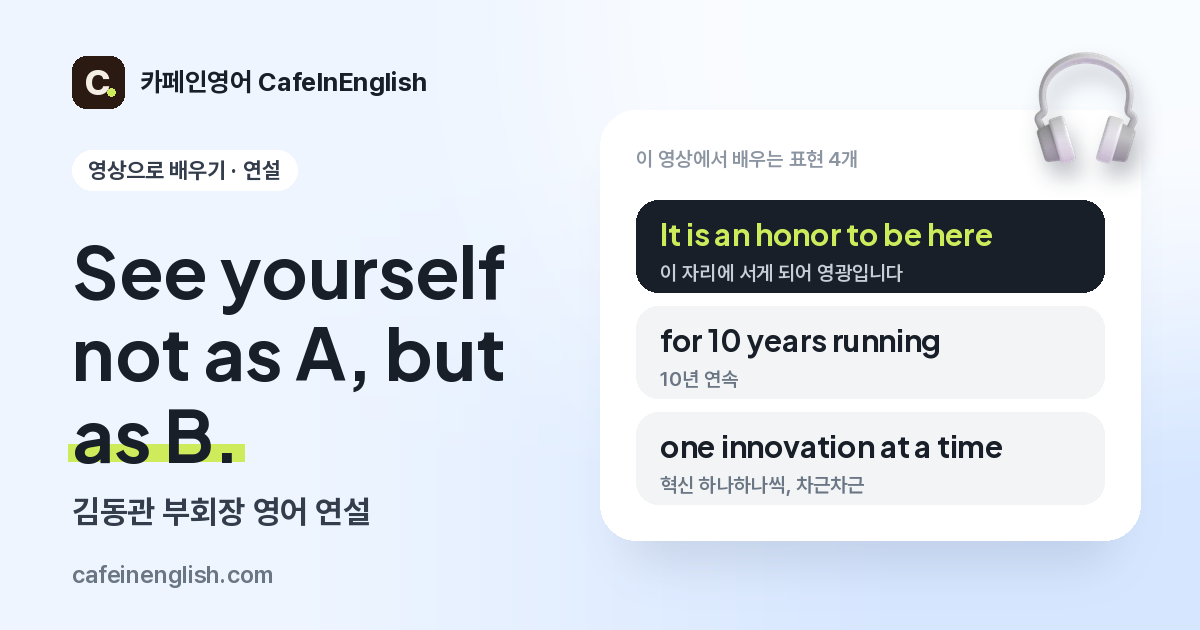 C
카페인영어 CafeInEnglish
영상으로 배우기 · 연설
See yourself
not as A, but
as B.
김동관 부회장 영어 연설
cafeinenglish.com
이 영상에서 배우는 표현 4개
It is an honor to be here
이 자리에 서게 되어 영광입니다
for 10 years running
10년 연속
one innovation at a time
혁신 하나하나씩, 차근차근